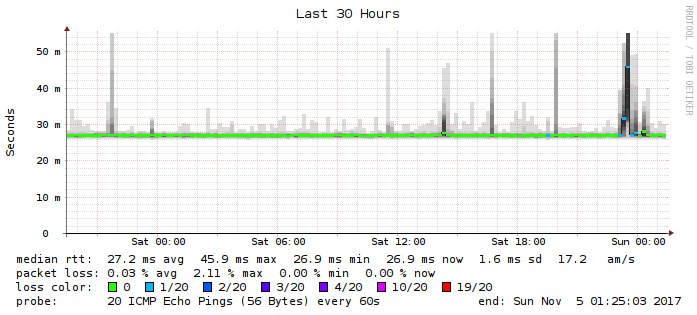 Last 30 Hours
RRDTOOL / TOBI OETIKER
Seconds
50 m
40 m
30 m
20 m
10 m
0
Sat 00:00 Sat 06:00 Sat 12:00 Sat 18:00 Sun 00:00
median rtt: 27.2 ms avg 45.9 ms max 26.9 ms min 26.9 ms now 1.6 ms sd 17.2 am/s
packet loss: 0.03 % avg 2.11 % max 0.00 % min 0.00 % now
loss color: 0 1/20 2/20 3/20 4/20 10/20 19/20
probe: 20 ICMP Echo Pings (56 Bytes) every 60s end: Sun Nov 5 01:25:03 2017